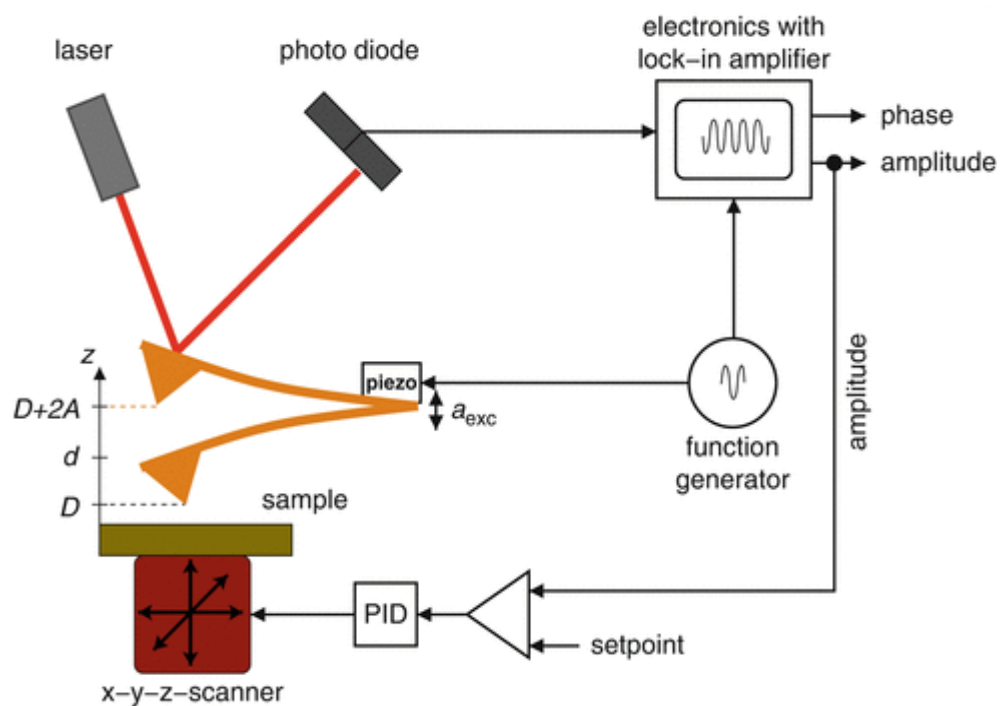 electronics with
lock–in amplifier
laser
photo diode
phase
amplitude
z
piezo
D+2A
a_exc
d
function
generator
amplitude
D
sample
PID
setpoint
x–y–z–scanner